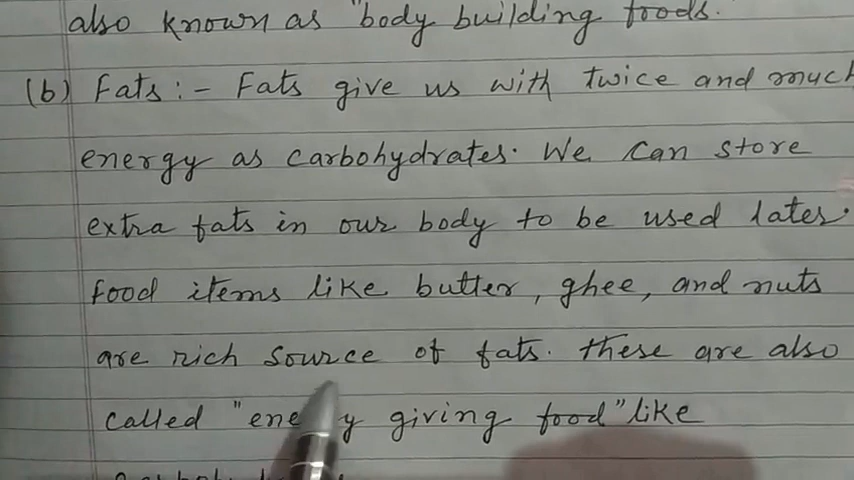 also known as "body building foods.
(b) Fats:- Fats give us with twice and much
energy as carbohydrates. We can store
extra fats in our body to be used later.
food items like butter, ghee, and nuts
are rich source of fats. these are also
called "ene y giving food" like